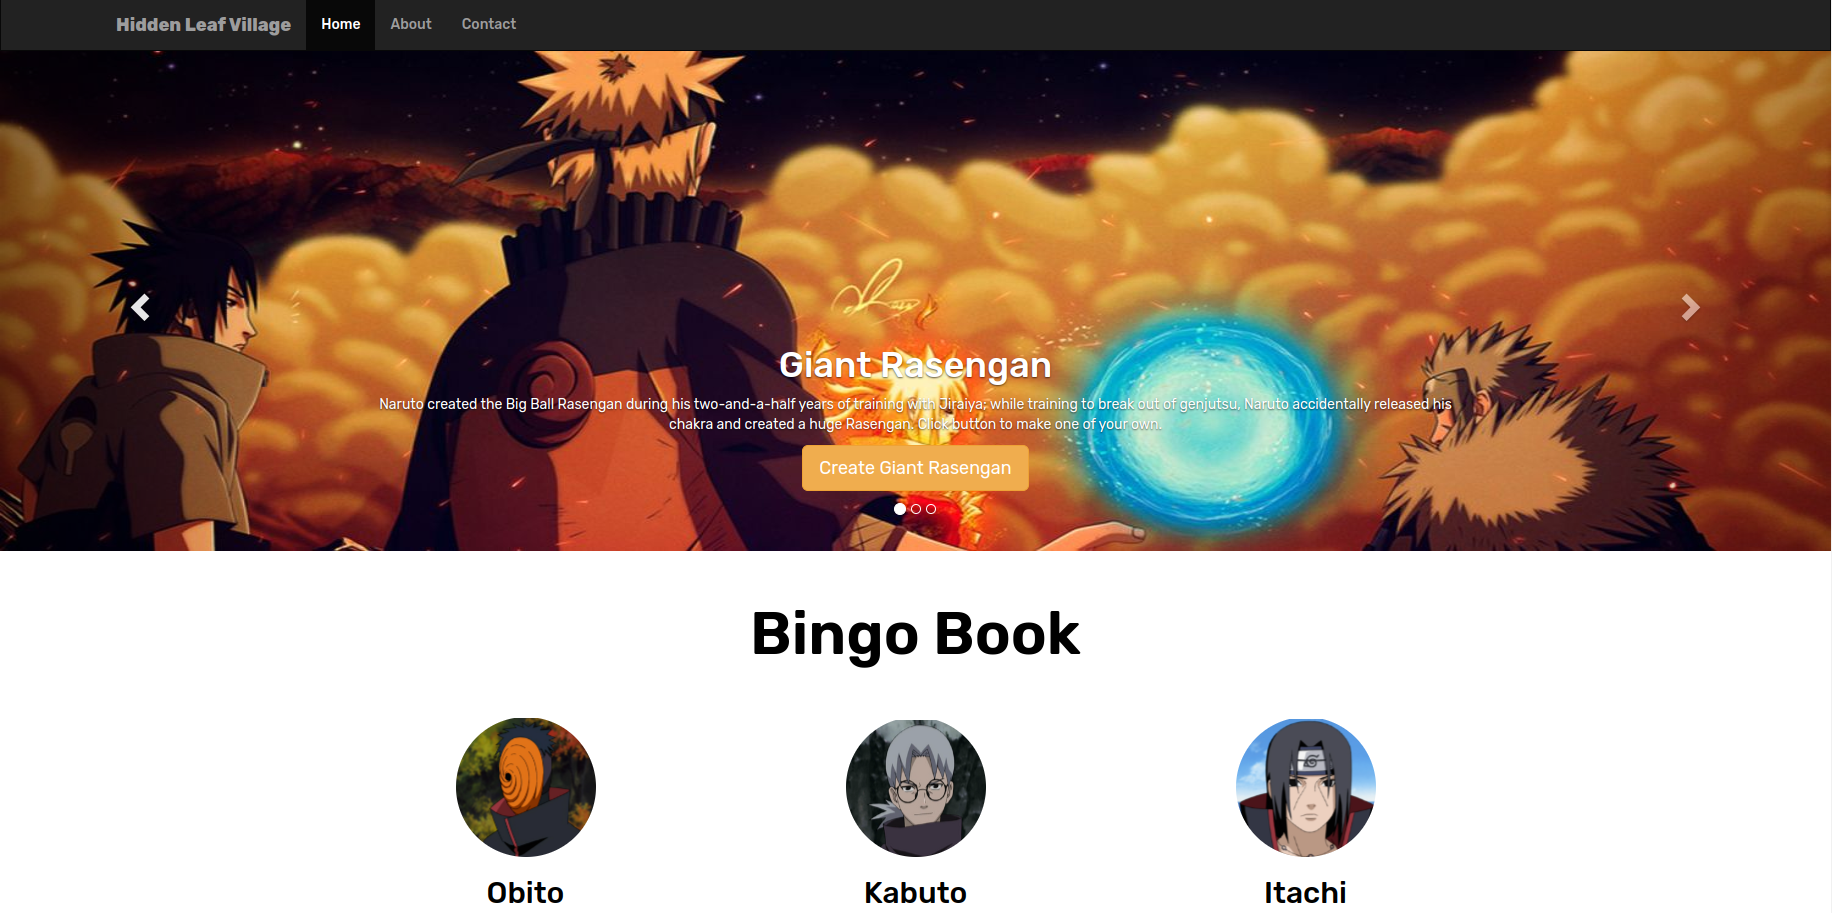 Hidden Leaf Village Home About Contact
Giant Rasengan
Naruto created the Big Ball Rasengan during his two-and-a-half years of training with Jiraiya; while training to break out of genjutsu, Naruto accidentally released his
chakra and created a huge Rasengan. Click button to make one of your own.
Create Giant Rasengan
Bingo Book
Obito Kabuto Itachi